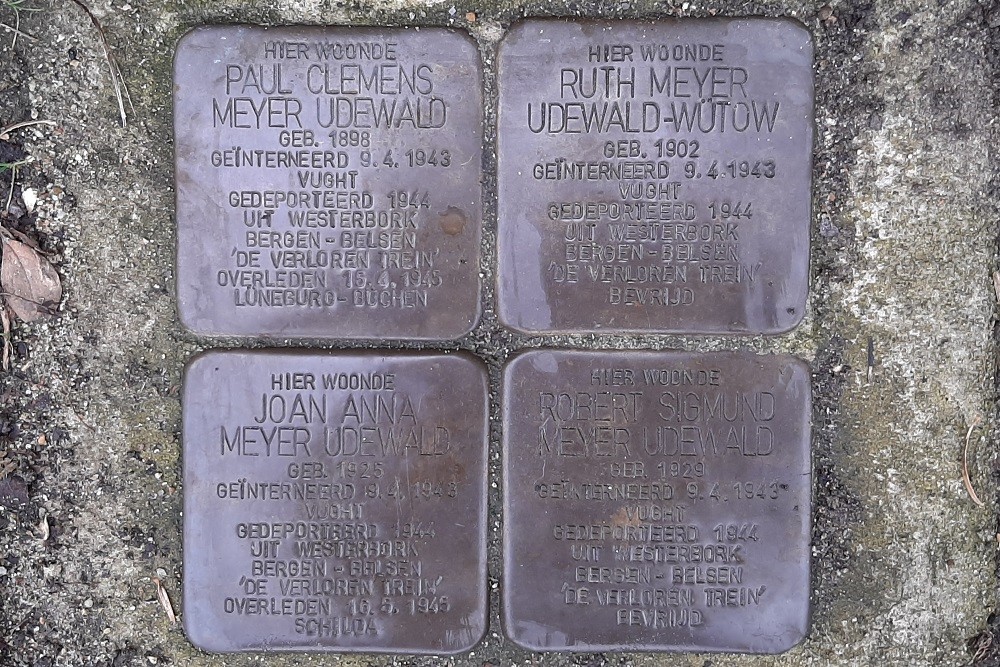 HIER WOONDE
PAUL CLEMENS
MEYER UDEWALD
GEB. 1898
GEÏNTERNEERD 9.4.1943
VUGHT
GEDEPORTEERD 1944
UIT WESTERBORK
BERGEN-BELSEN
'DE VERLOREN TREIN'
OVERLEDEN 16.4.1945
LÜNEBURG-BÜCHEN
HIER WOONDE
RUTH MEYER
UDEWALD-WÜTOW
GEB. 1902
GEÏNTERNEERD 9.4.1943
VUGHT
GEDEPORTEERD 1944
UIT WESTERBORK
BERGEN-BELSEN
'DE VERLOREN TREIN'
BEVRIJD
HIER WOONDE
JOAN ANNA
MEYER UDEWALD
GEB. 1925
GEÏNTERNEERD 9.4.1943
VUGHT
GEDEPORTEERD 1944
UIT WESTERBORK
BERGEN-BELSEN
'DE VERLOREN TREIN'
OVERLEDEN 16.5.1945
SCHILDA
HIER WOONDE
ROBERT SIGMUND
MEYER UDEWALD
GEB. 1929
GEÏNTERNEERD 9.4.1943
VUGHT
GEDEPORTEERD 1944
UIT WESTERBORK
BERGEN-BELSEN
'DE VERLOREN TREIN'
BEVRIJD